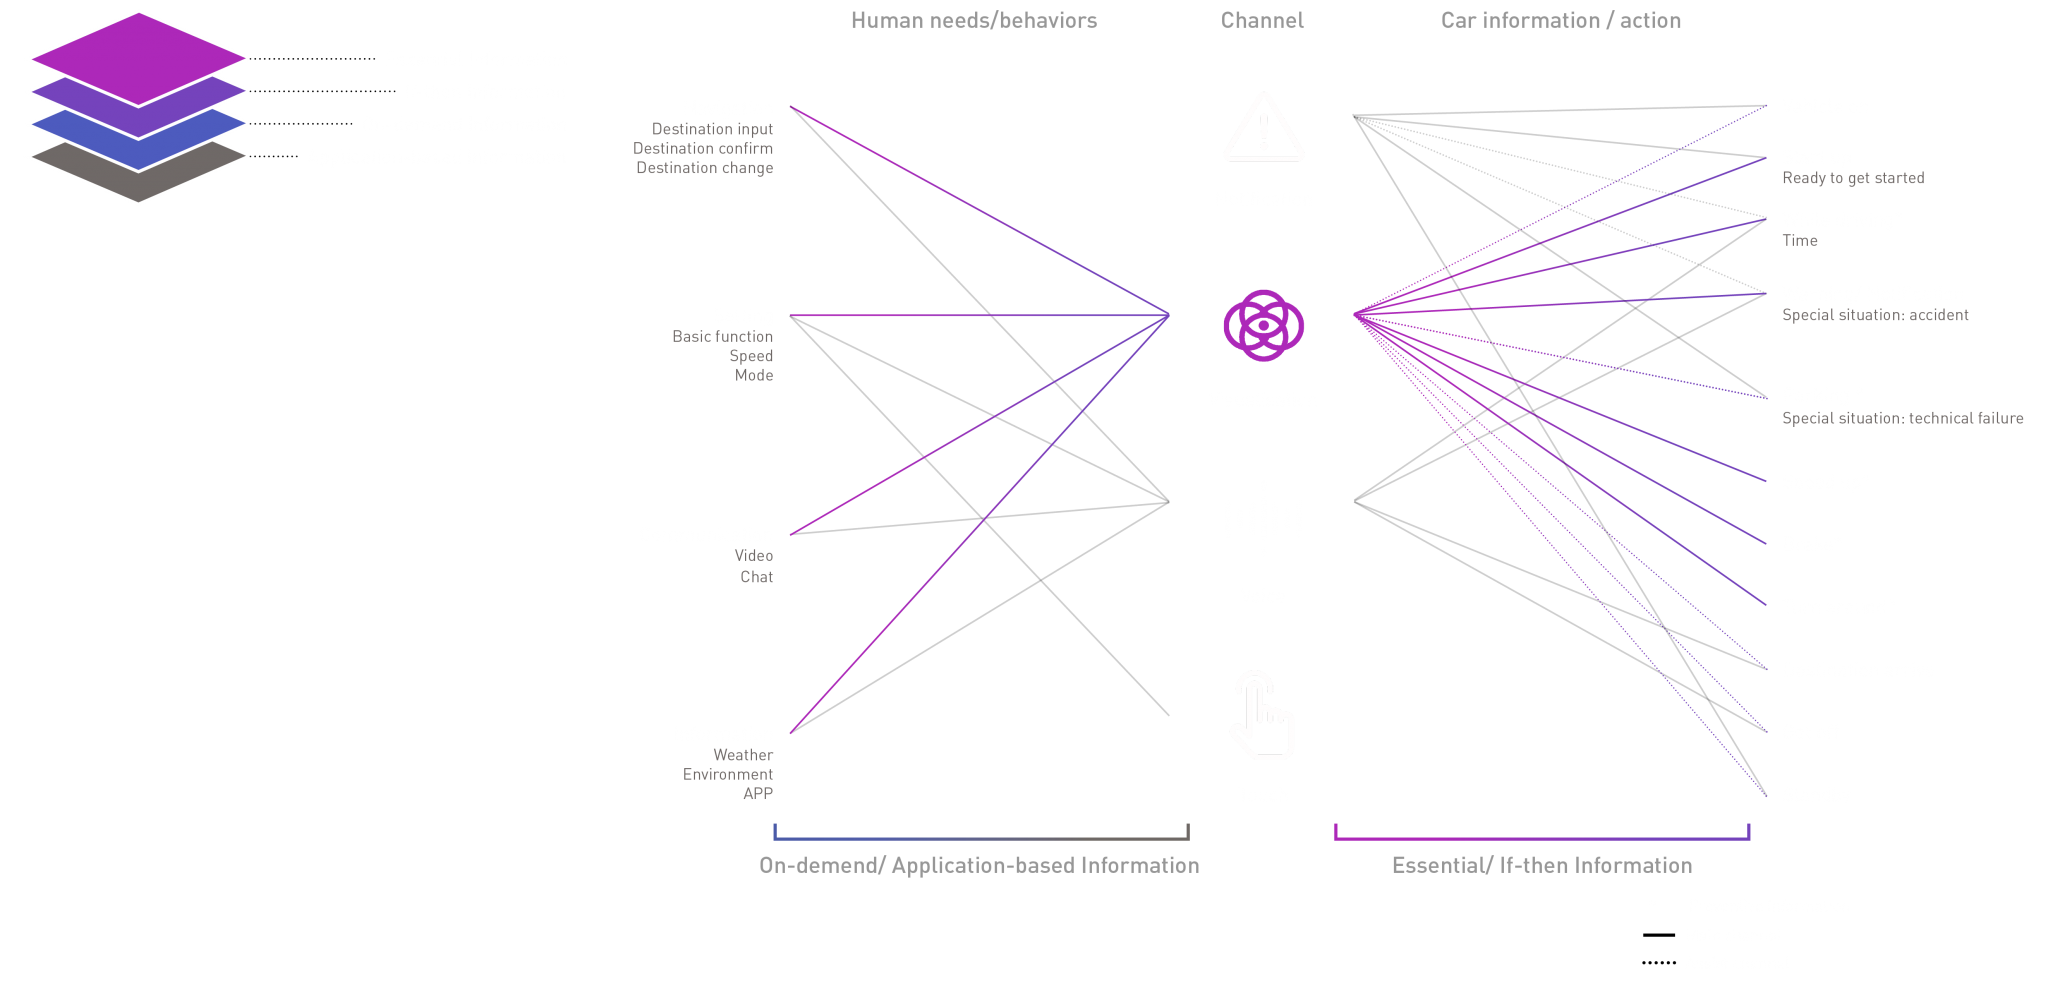 Human needs/behaviors
Channel
Car information / action
Destination input
Destination confirm
Destination change
Basic function
Speed
Mode
Video
Chat
Weather
Environment
APP
Ready to get started
Time
Special situation: accident
Special situation: technical failure
On-demend/ Application-based Information
Essential/ If-then Information